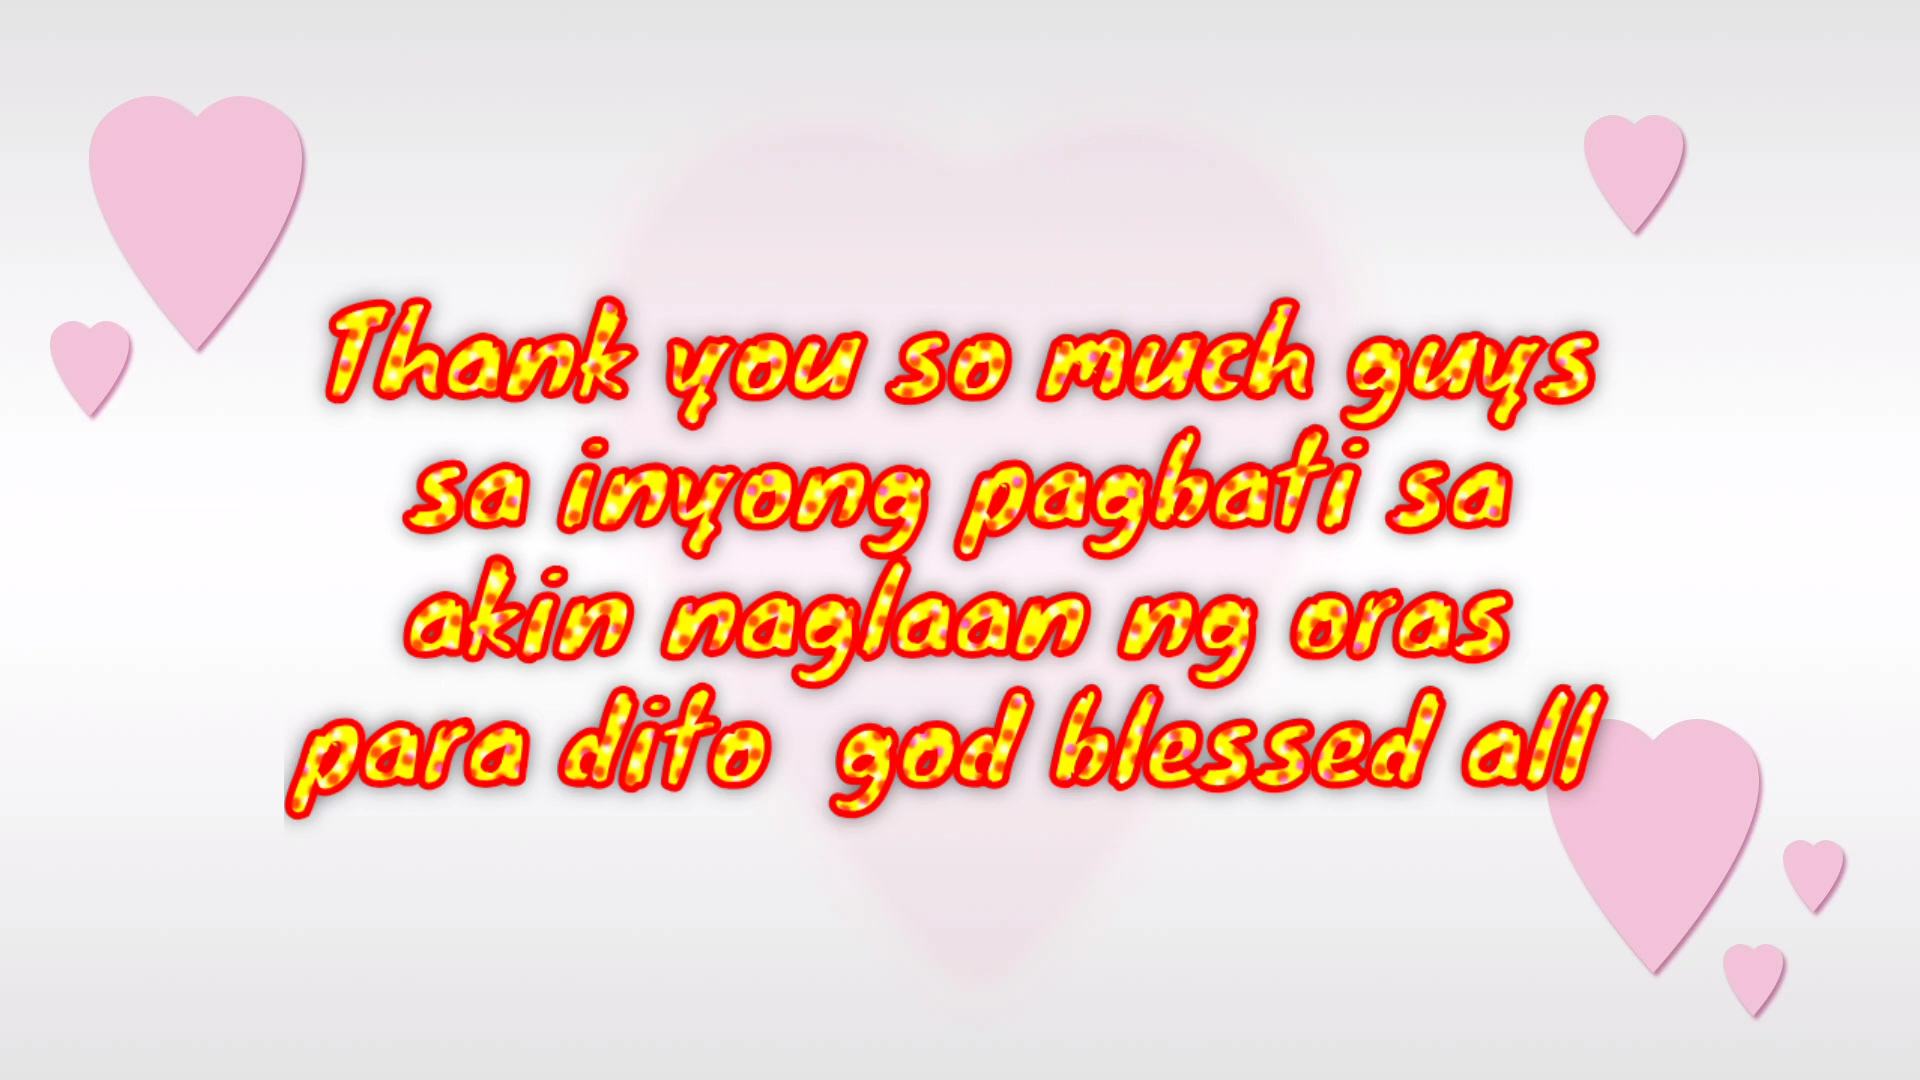 Thank you so much guys
sa inyong pagbati sa
akin naglaan ng oras
para dito god blessed all